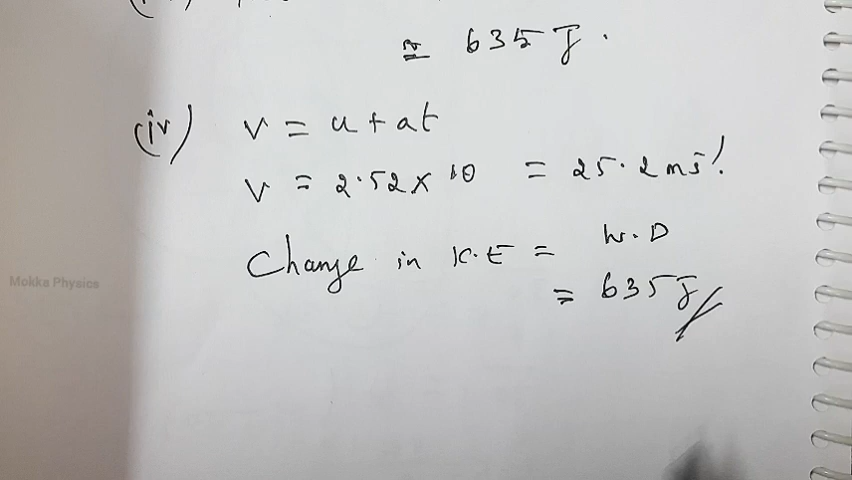 ≅ 635 J.
(iv) V = u + at
V = 2.52 × 10 = 25.2 ms⁻¹.
Change in K.E = W.D
= 635 J
Mokka Physics